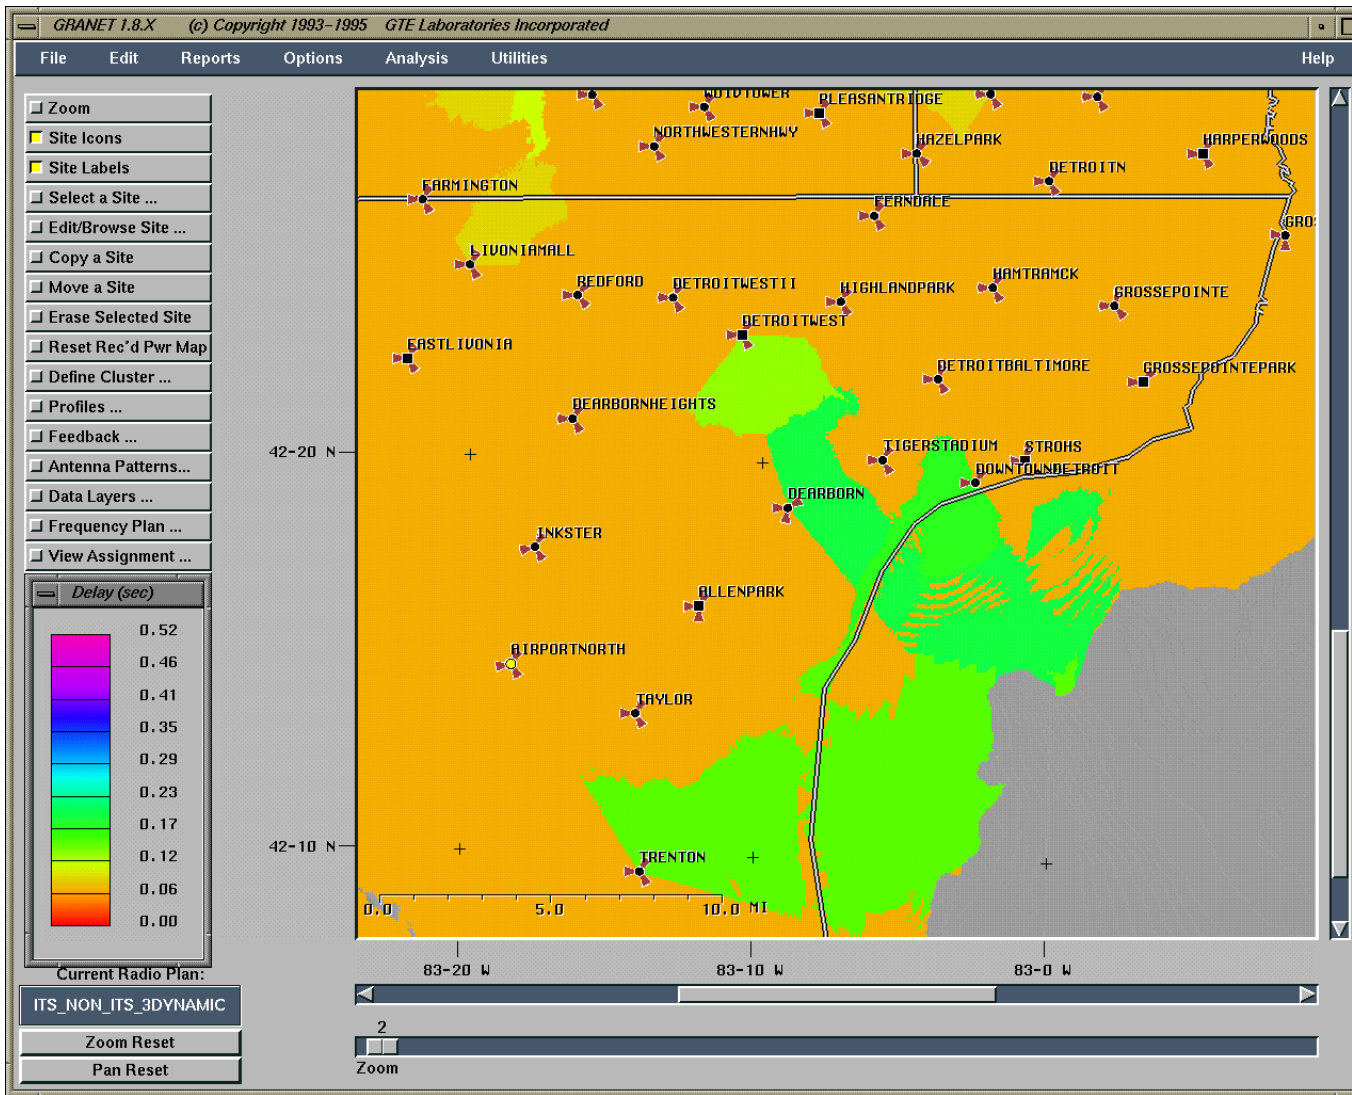 GRANET 1.8.X (c) Copyright 1993-1995 GTE Laboratories Incorporated
File Edit Reports Options Analysis Utilities Help
Zoom
Site Icons
Site Labels
Select a Site ...
Edit/Browse Site ...
Copy a Site
Move a Site
Erase Selected Site
Reset Rec'd Pwr Map
Define Cluster ...
Profiles ...
Feedback ...
Antenna Patterns...
Data Layers ...
Frequency Plan ...
View Assignment ...
Delay (sec)
0.52
0.46
0.41
0.35
0.29
0.23
0.17
0.12
0.06
0.00
Current Radio Plan:
ITS_NON_ITS_3DYNAMIC
Zoom Reset
Pan Reset
PLEASANTRIDGE
NORTHWESTERNHWY
HAZELPARK
HARPERWOODS
DETROITN
FARMINGTON
FERNDALE
GRO
LIVONIAMALL
REDFORD
DETROITWESTII
HIGHLANDPARK
HAMTRAMCK
GROSSEPOINTE
DETROITWEST
EASTLIVONIA
DETROITBALTIMORE
GROSSEPOINTEPARK
DEARBORNHEIGHTS
42-20 N
TIGERSTADIUM
STROHS
DOWNTOWNDETROIT
DEARBORN
INKSTER
ALLENPARK
AIRPORTNORTH
TAYLOR
42-10 N
TRENTON
0.0 5.0 10.0 MI
83-20 W 83-10 W 83-0 W
2
Zoom